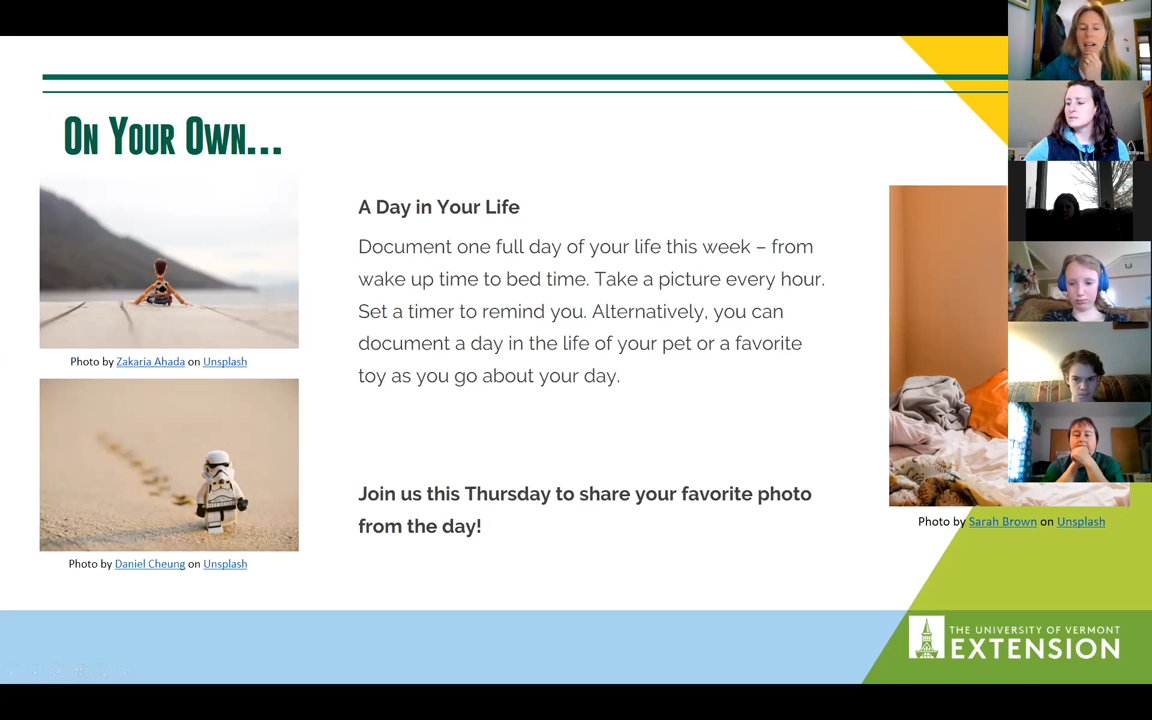 On Your Own...
Photo by Zakaria Ahada on Unsplash
Photo by Daniel Cheung on Unsplash
A Day in Your Life
Document one full day of your life this week – from
wake up time to bed time. Take a picture every hour.
Set a timer to remind you. Alternatively, you can
document a day in the life of your pet or a favorite
toy as you go about your day.
Join us this Thursday to share your favorite photo
from the day!
Photo by Sarah Brown on Unsplash
THE UNIVERSITY OF VERMONT
EXTENSION